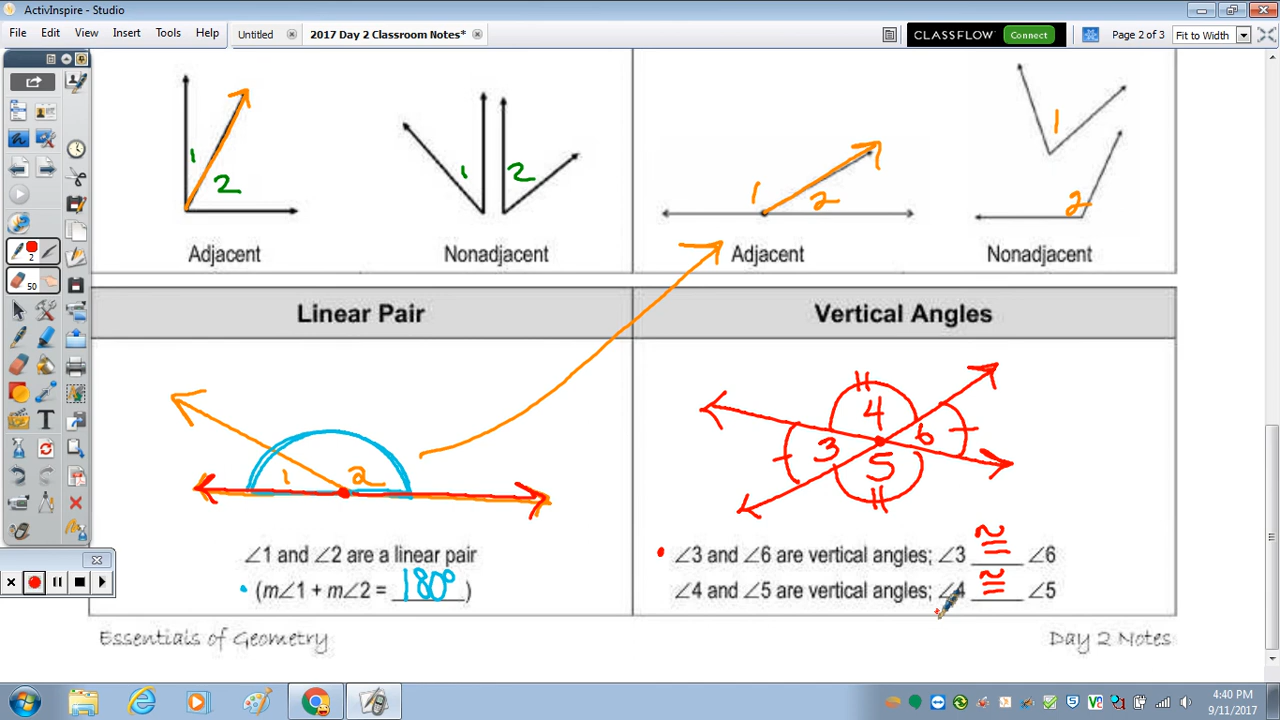 ActivInspire - Studio
File Edit View Insert Tools Help Untitled 2017 Day 2 Classroom Notes* CLASSFLOW Connect Page 2 of 3 Fit to Width
1 2
1 2
1 2
1
2
Adjacent Nonadjacent Adjacent Nonadjacent
2
50
Linear Pair Vertical Angles
1 2
4
3 6
5
∠1 and ∠2 are a linear pair
(m∠1 + m∠2 = 180°)
∠3 and ∠6 are vertical angles; ∠3 ≅ ∠6
∠4 and ∠5 are vertical angles; ∠4 ≅ ∠5
Essentials of Geometry Day 2 Notes
4:40 PM
9/11/2017